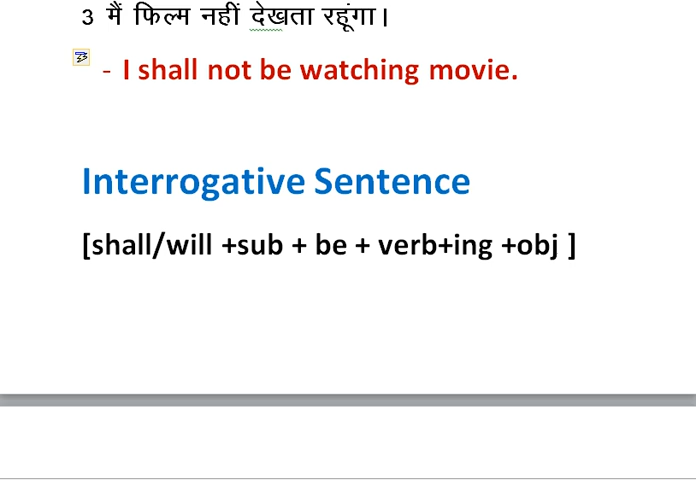 3 मैं फिल्म नहीं देखता रहूंगा।
- I shall not be watching movie.
Interrogative Sentence
[shall/will +sub + be + verb+ing +obj ]